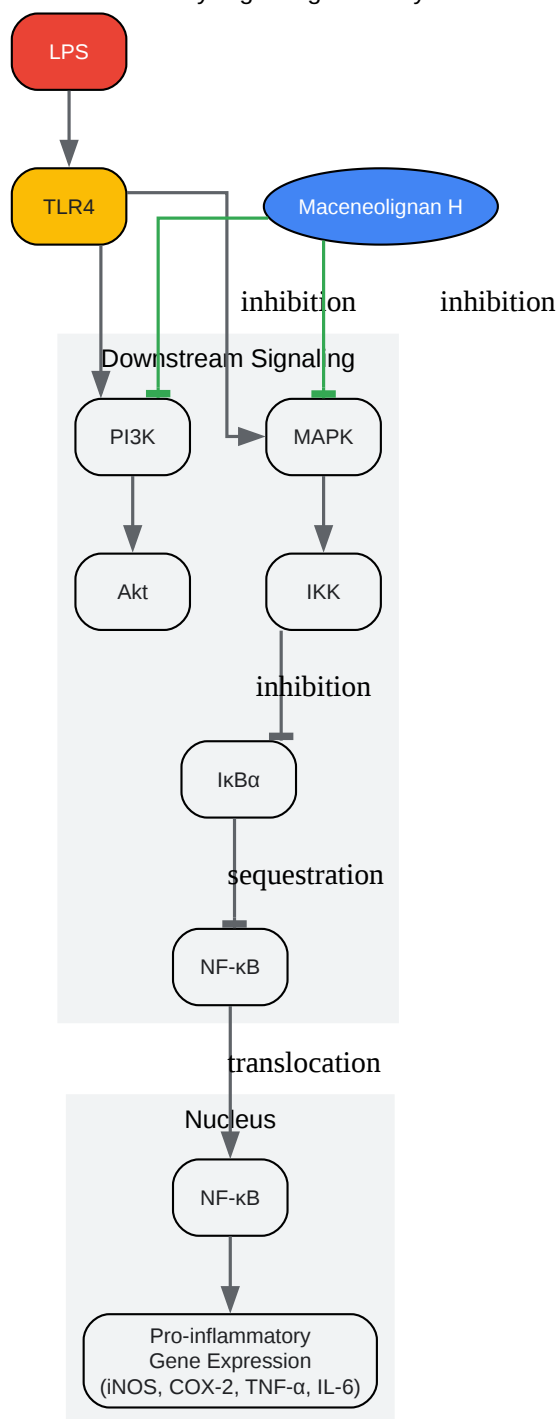 LPS
TLR4
Maceneolignan H
inhibition
inhibition
Downstream Signaling
PI3K
MAPK
Akt
IKK
inhibition
IκBα
sequestration
NF-κB
translocation
Nucleus
NF-κB
Pro-inflammatory
Gene Expression
(iNOS, COX-2, TNF-α, IL-6)